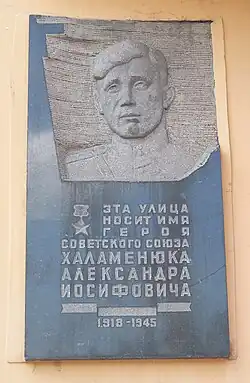 ЭТА УЛИЦА
НОСИТ ИМЯ
ГЕРОЯ
СОВЕТСКОГО СОЮЗА
ХАЛАМЕНЮКА
АЛЕКСАНДРА
ИОСИФОВИЧА
1918-1945